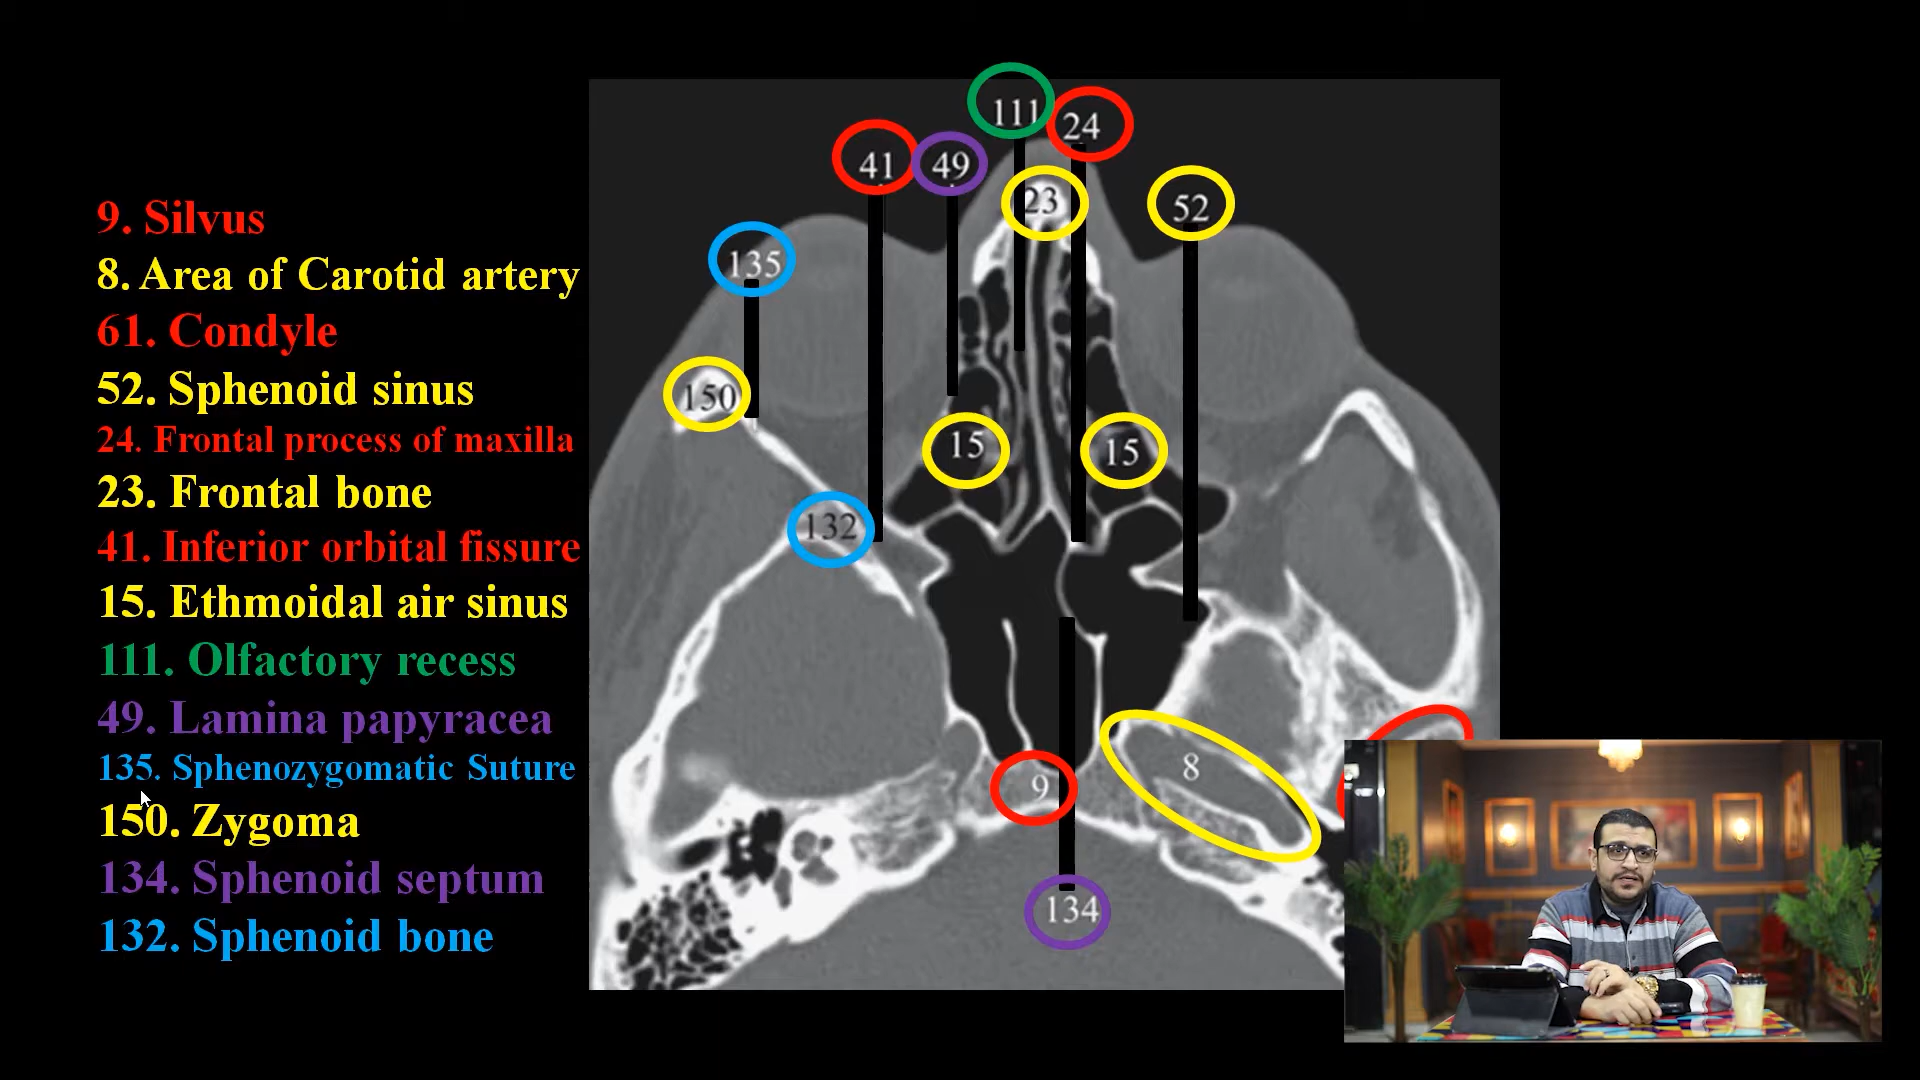 111
24
41
49
23
52
9. Silvus
135
8. Area of Carotid artery
61. Condyle
52. Sphenoid sinus
150
24. Frontal process of maxilla
15
15
23. Frontal bone
132
41. Inferior orbital fissure
15. Ethmoidal air sinus
111. Olfactory recess
49. Lamina papyracea
135. Sphenozygomatic Suture
9
8
150. Zygoma
134. Sphenoid septum
134
132. Sphenoid bone